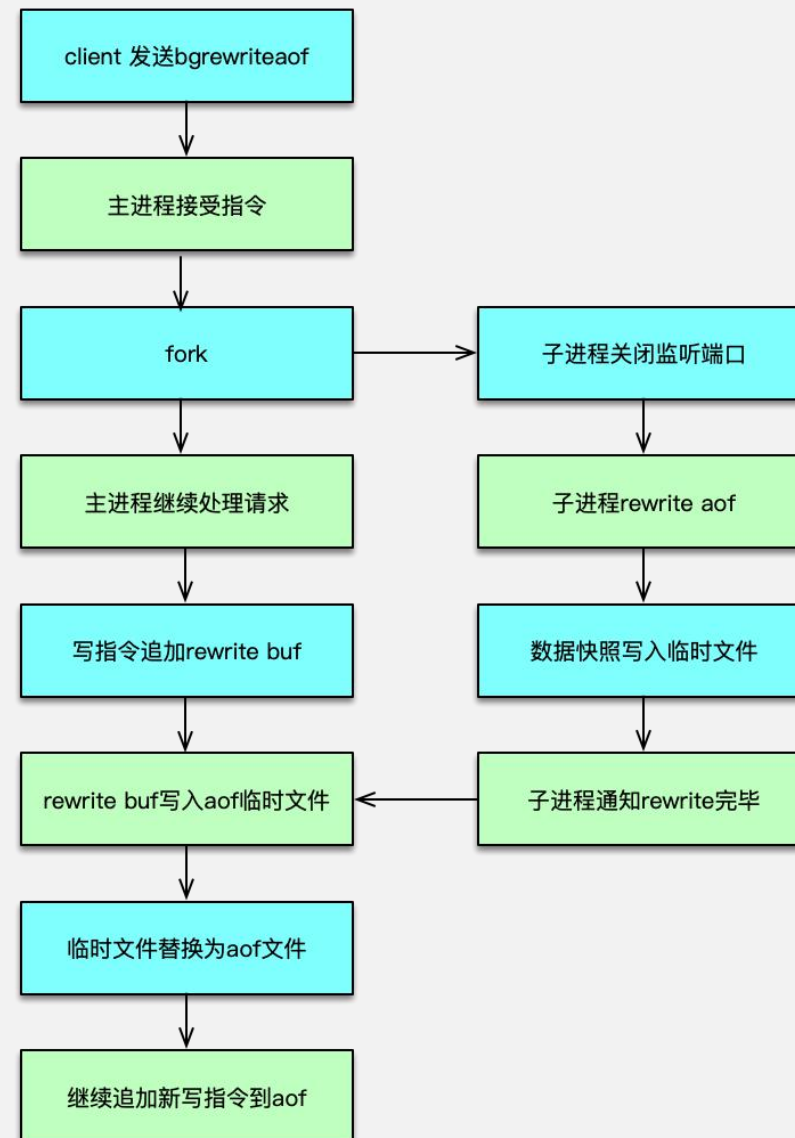 client 发送bgrewriteaof
主进程接受指令
fork
子进程关闭监听端口
主进程继续处理请求
子进程rewrite aof
写指令追加rewrite buf
数据快照写入临时文件
rewrite buf写入aof临时文件
子进程通知rewrite完毕
临时文件替换为aof文件
继续追加新写指令到aof